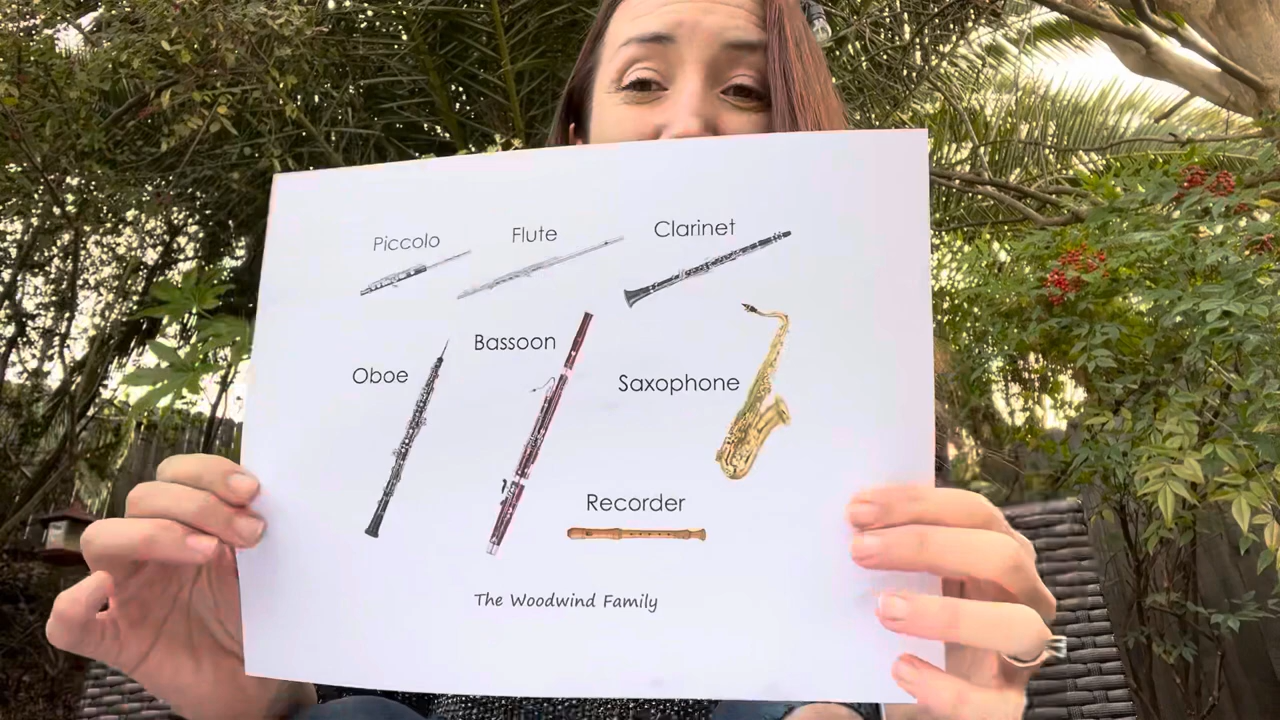 Piccolo
Flute
Clarinet
Oboe
Bassoon
Saxophone
Recorder
The Woodwind Family